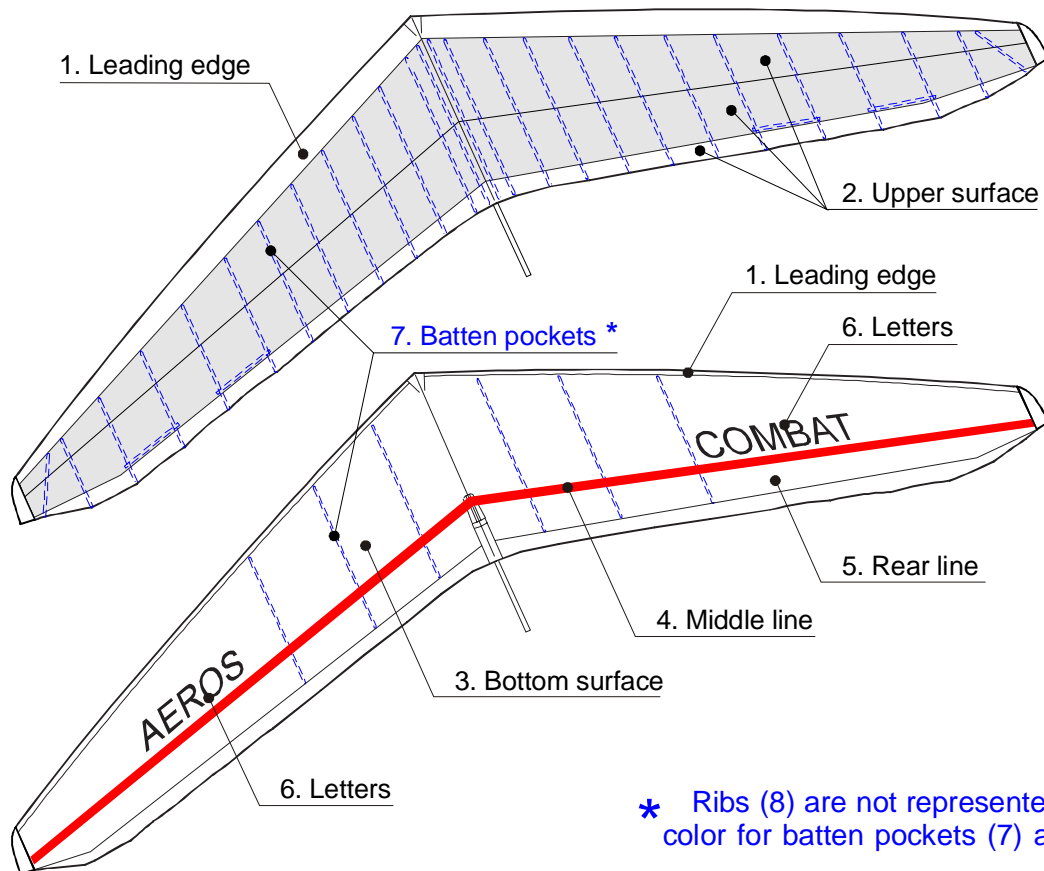 1. Leading edge
2. Upper surface
1. Leading edge
7. Batten pockets *
6. Letters
COMBAT
5. Rear line
4. Middle line
3. Bottom surface
AEROS
6. Letters
* Ribs (8) are not represente
color for batten pockets (7) a